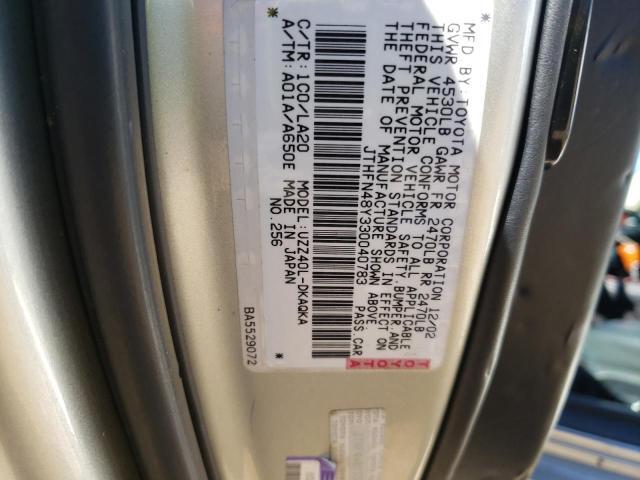 MFD BY: TOYOTA MOTOR CORPORATION 12/02
GVWR 4530LB GAWR FR 2470LB RR 2470LB
THIS VEHICLE CONFORMS TO ALL APPLICABLE
FEDERAL MOTOR VEHICLE SAFETY, BUMPER, AND
THEFT PREVENTION STANDARDS IN EFFECT ON
THE DATE OF MANUFACTURE SHOWN ABOVE
JTHFN48Y330040783 PASS. CAR
C/TR: 1C0/LA20 MODEL: UZZ40L-DKAQKA
A/TM: A01A/A650E MADE IN JAPAN
NO. 256
BA5529072
TOYOTA